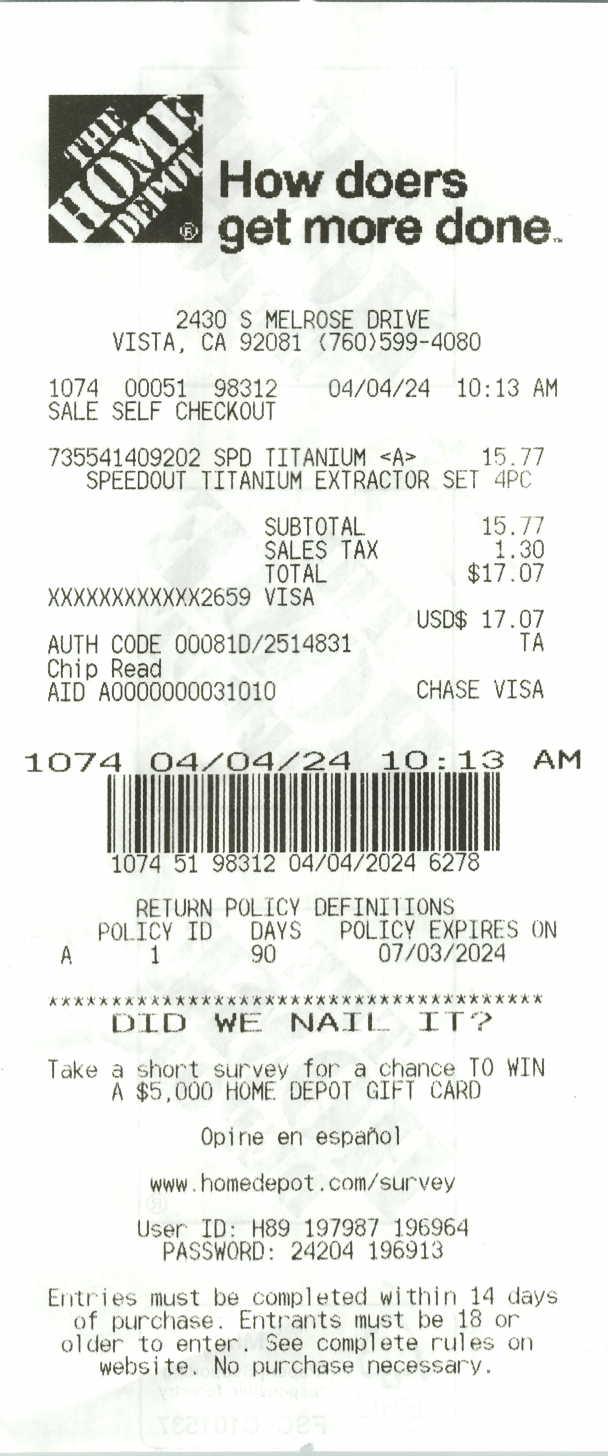 THE
HOME
DEPOT
®
How doers
get more done™
2430 S MELROSE DRIVE
VISTA, CA 92081 (760)599-4080
1074 00051 98312 04/04/24 10:13 AM
SALE SELF CHECKOUT
735541409202 SPD TITANIUM <A> 15.77
SPEEDOUT TITANIUM EXTRACTOR SET 4PC
SUBTOTAL 15.77
SALES TAX 1.30
TOTAL $17.07
XXXXXXXXXXXX2659 VISA
USD$ 17.07
AUTH CODE 00081D/2514831 TA
Chip Read
AID A0000000031010 CHASE VISA
1074 04/04/24 10:13 AM
1074 51 98312 04/04/2024 6278
RETURN POLICY DEFINITIONS
POLICY ID DAYS POLICY EXPIRES ON
A 1 90 07/03/2024
***************************************
DID WE NAIL IT?
Take a short survey for a chance TO WIN
A $5,000 HOME DEPOT GIFT CARD
Opine en español
www.homedepot.com/survey
User ID: H89 197987 196964
PASSWORD: 24204 196913
Entries must be completed within 14 days
of purchase. Entrants must be 18 or
older to enter. See complete rules on
website. No purchase necessary.